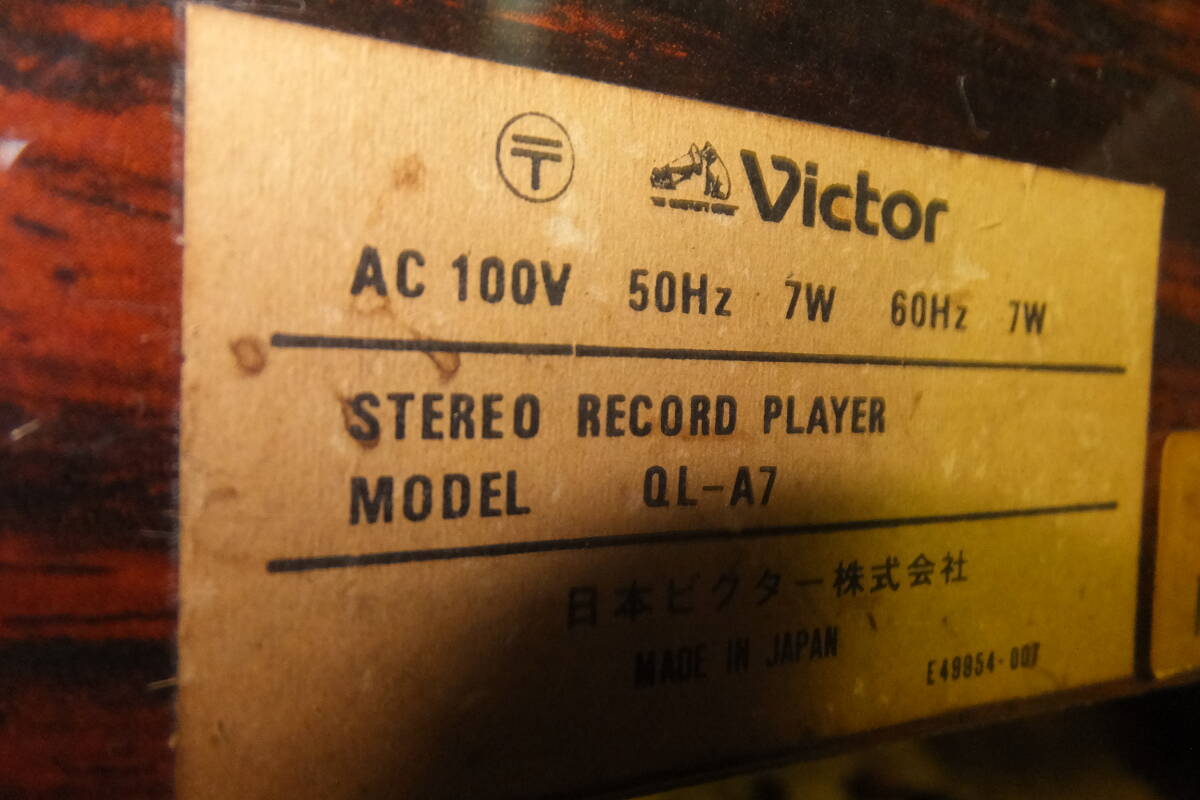 〒 Victor
AC 100V 50Hz 7W 60Hz 7W
STEREO RECORD PLAYER
MODEL QL-A7
日本ビクター株式会社
MADE IN JAPAN
E49854-007